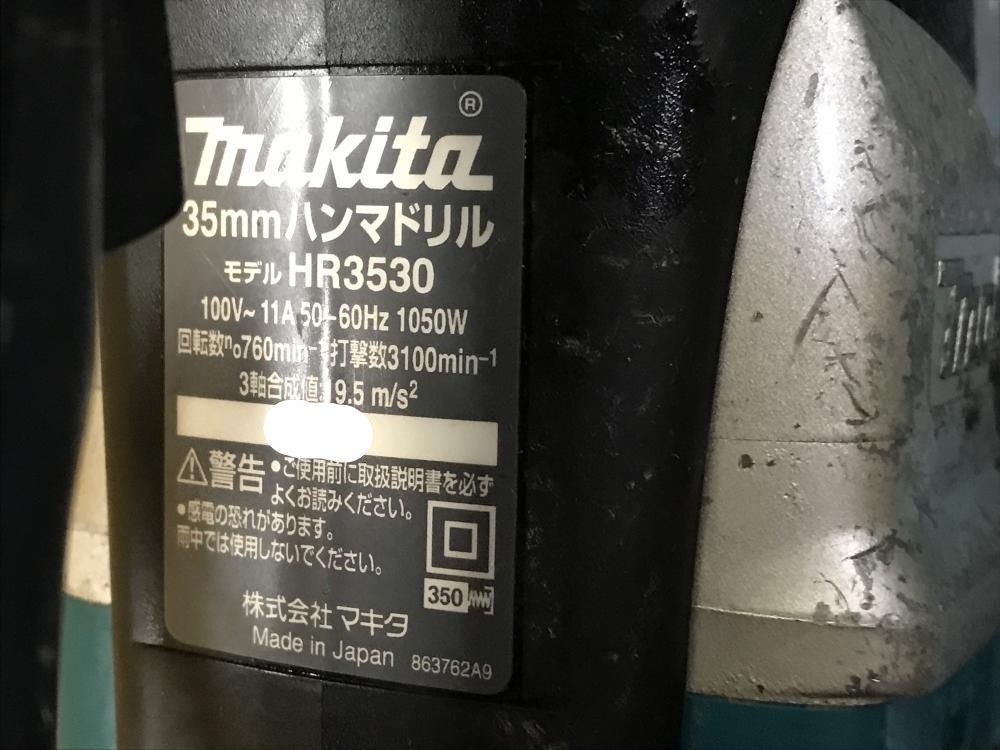 makita®
35mmハンマドリル
モデル HR3530
100V~ 11A 50-60Hz 1050W
回転数n₀760min⁻¹打撃数3100min⁻¹
3軸合成値:19.5 m/s²
⚠警告 •ご使用前に取扱説明書を必ず
よくお読みください。
•感電の恐れがあります。
雨中では使用しないでください。
350
株式会社 マキタ
Made in Japan 863762A9